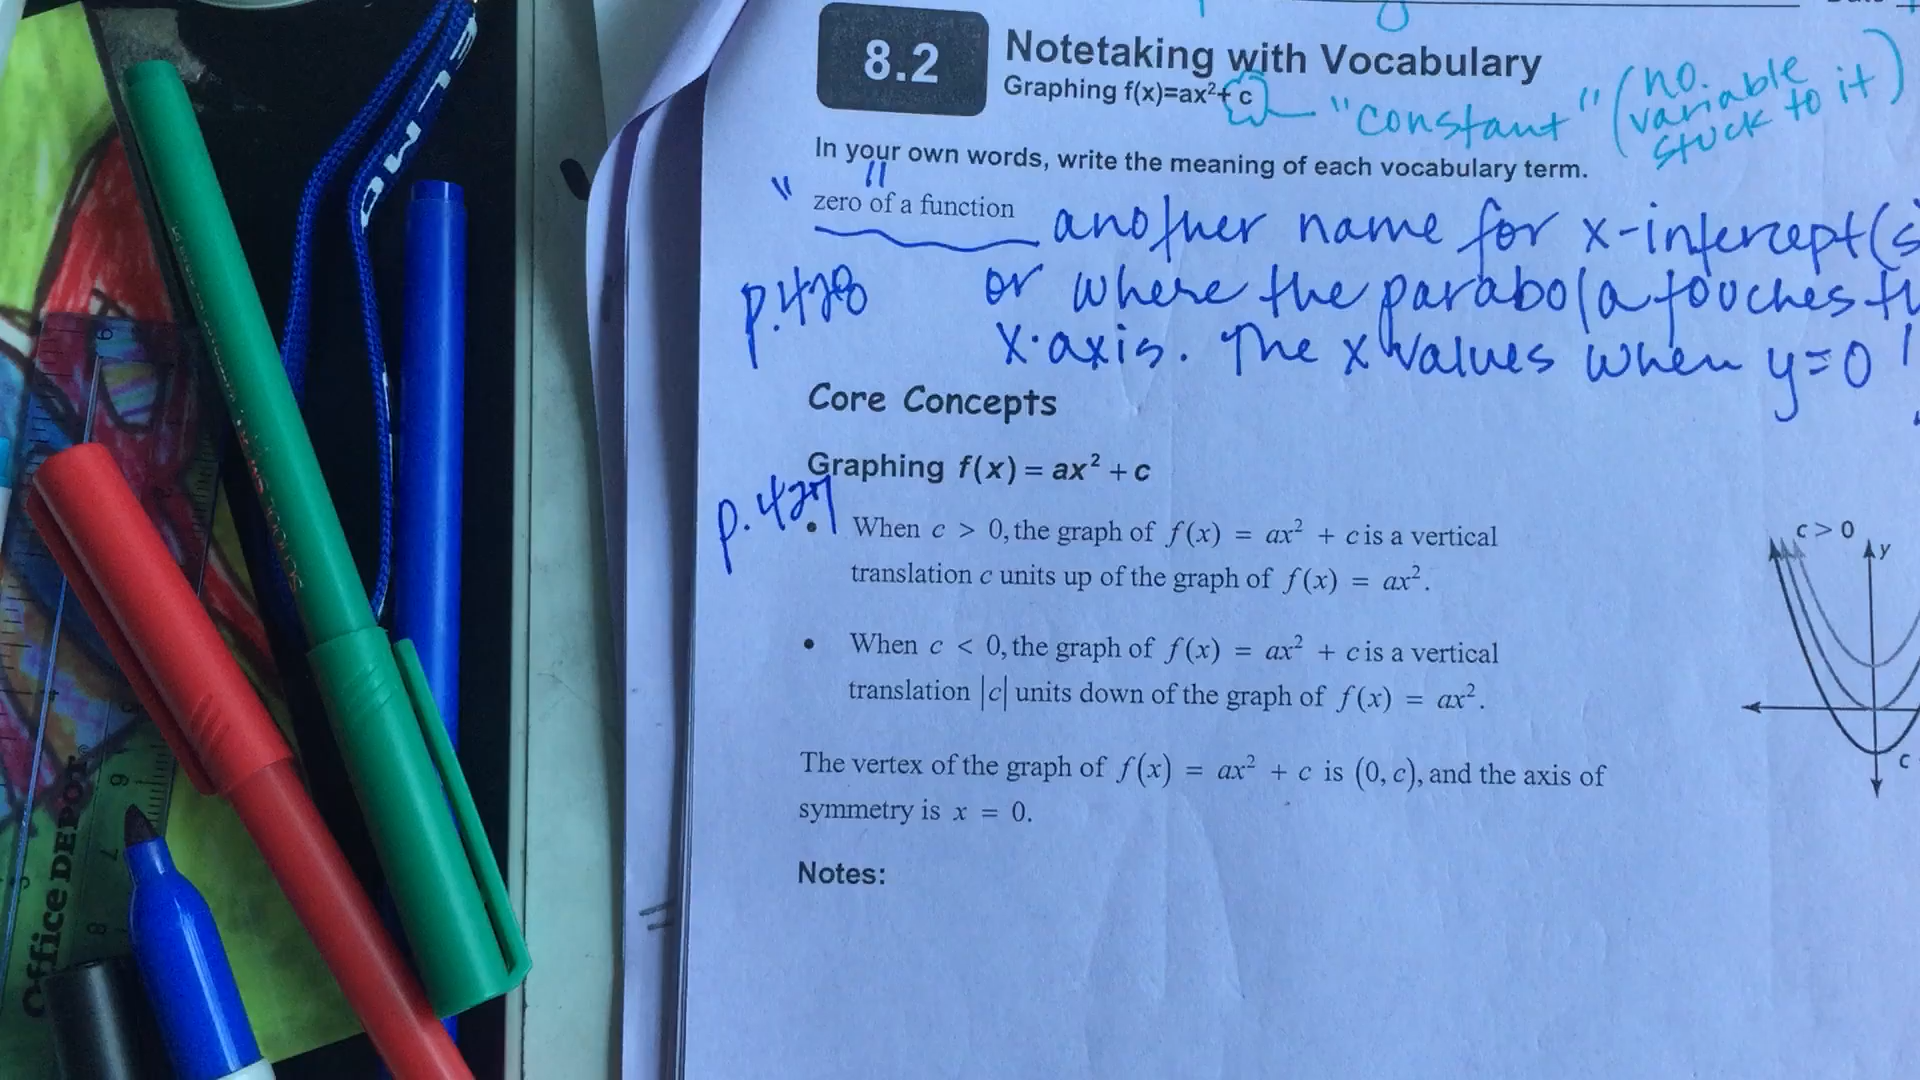 8.2
Notetaking with Vocabulary
Graphing f(x)=ax²+ c
"constant" (no variable stuck to it)
In your own words, write the meaning of each vocabulary term.
" zero of a function "
another name for x-intercept(s
p.428
or where the parabola touches
x-axis. The x values when y=0 !
Core Concepts
Graphing f(x) = ax² + c
p.427
• When c > 0, the graph of f(x) = ax² + c is a vertical
translation c units up of the graph of f(x) = ax².
• When c < 0, the graph of f(x) = ax² + c is a vertical
translation |c| units down of the graph of f(x) = ax².
c > 0
y
c
The vertex of the graph of f(x) = ax² + c is (0, c), and the axis of
symmetry is x = 0.
Notes:
ELMO
Office DEPOT®
6
7
8